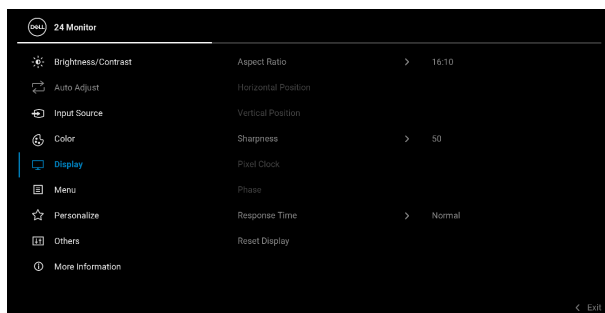 DELL 24 Monitor
Brightness/Contrast Aspect Ratio > 16:10
Auto Adjust Horizontal Position
Input Source Vertical Position
Color Sharpness > 50
Display Pixel Clock
Menu Phase
Personalize Response Time > Normal
Others Reset Display
More Information
< Exit